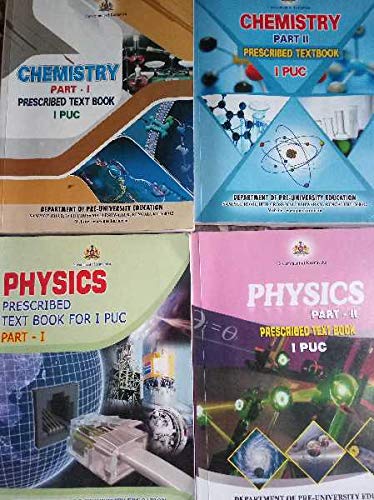 CHEMISTRY
PART - I
PRESCRIBED TEXT BOOK
I PUC
DEPARTMENT OF PRE-UNIVERSITY EDUCATION
CHEMISTRY
PART II
PRESCRIBED TEXTBOOK
I PUC
DEPARTMENT OF PRE-UNIVERSITY EDUCATION
PHYSICS
PRESCRIBED
TEXT BOOK FOR I PUC
PART - I
PHYSICS
PART - II
PRESCRIBED TEXT BOOK
I PUC
DEPARTMENT OF PRE-UNIVERSITY EDU